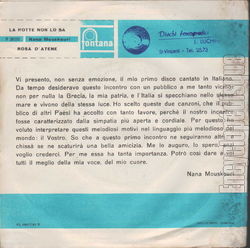 LA NOTTE NON LO SA
Nana Mouskouri
ROSA D'ATENE
fontana
Dischi Fonografici
Tel. 2572
Vi presento, non senza emozione, il mio primo disco cantato in Italiano.
Da tempo desideravo questo incontro con un pubblico a me tanto vicino:
non per nulla la Grecia, la mia patria, e l'Italia si specchiano nello stesso
mare e vivono della stessa luce. Ho scelto queste due canzoni, che il pub-
blico di altri Paesi ha accolto con tanto favore, perché il nostro incontro
fosse caratterizzato dalla simpatia più aperta e cordiale. Per questo ho
voluto interpretare questi melodiosi motivi nel linguaggio più melodioso del
mondo: il Vostro. So che a questo primo incontro ne seguiranno altri e
chissà se ne scaturirà una bella amicizia. Me lo auguro, lo spero, anzi
voglio crederci. Per me essa ha tanta importanza. Potrò così dare a voi
tutti il meglio della mia voce, del mio cuore.
Nana Mouskouri